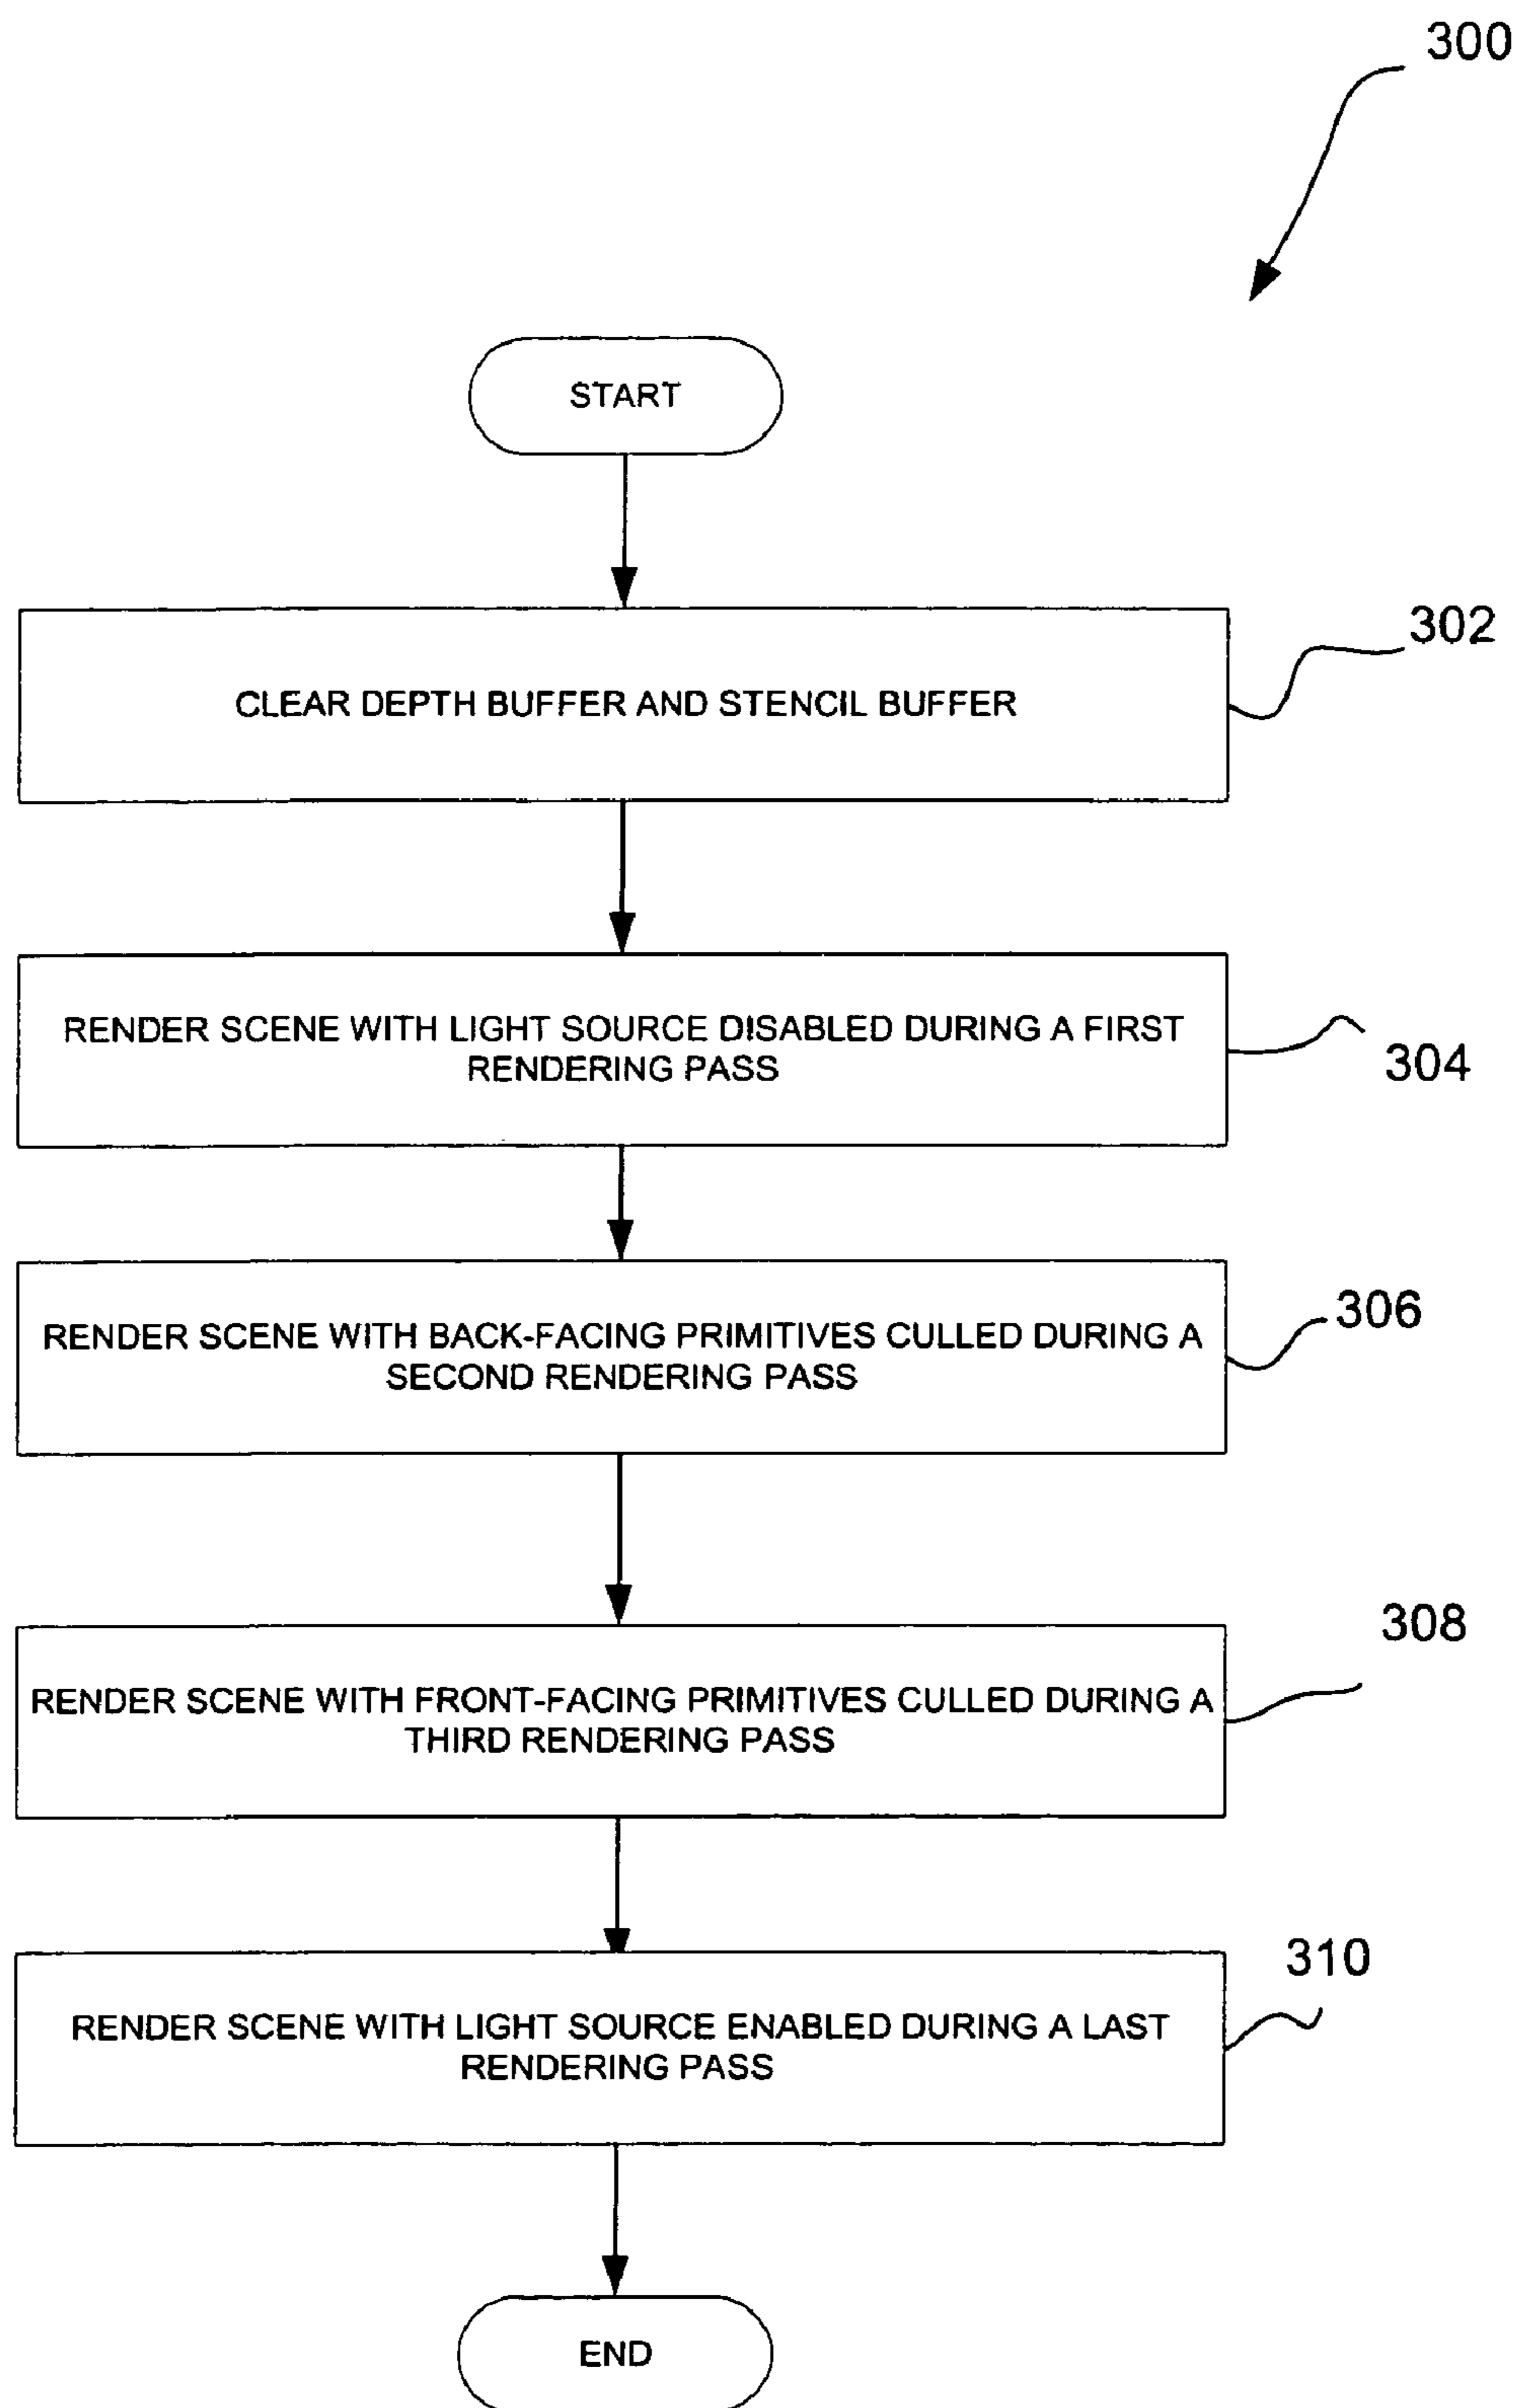 300
START
CLEAR DEPTH BUFFER AND STENCIL BUFFER
302
RENDER SCENE WITH LIGHT SOURCE DISABLED DURING A FIRST
RENDERING PASS
304
RENDER SCENE WITH BACK-FACING PRIMITIVES CULLED DURING A
SECOND RENDERING PASS
306
RENDER SCENE WITH FRONT-FACING PRIMITIVES CULLED DURING A
THIRD RENDERING PASS
308
RENDER SCENE WITH LIGHT SOURCE ENABLED DURING A LAST
RENDERING PASS
310
END